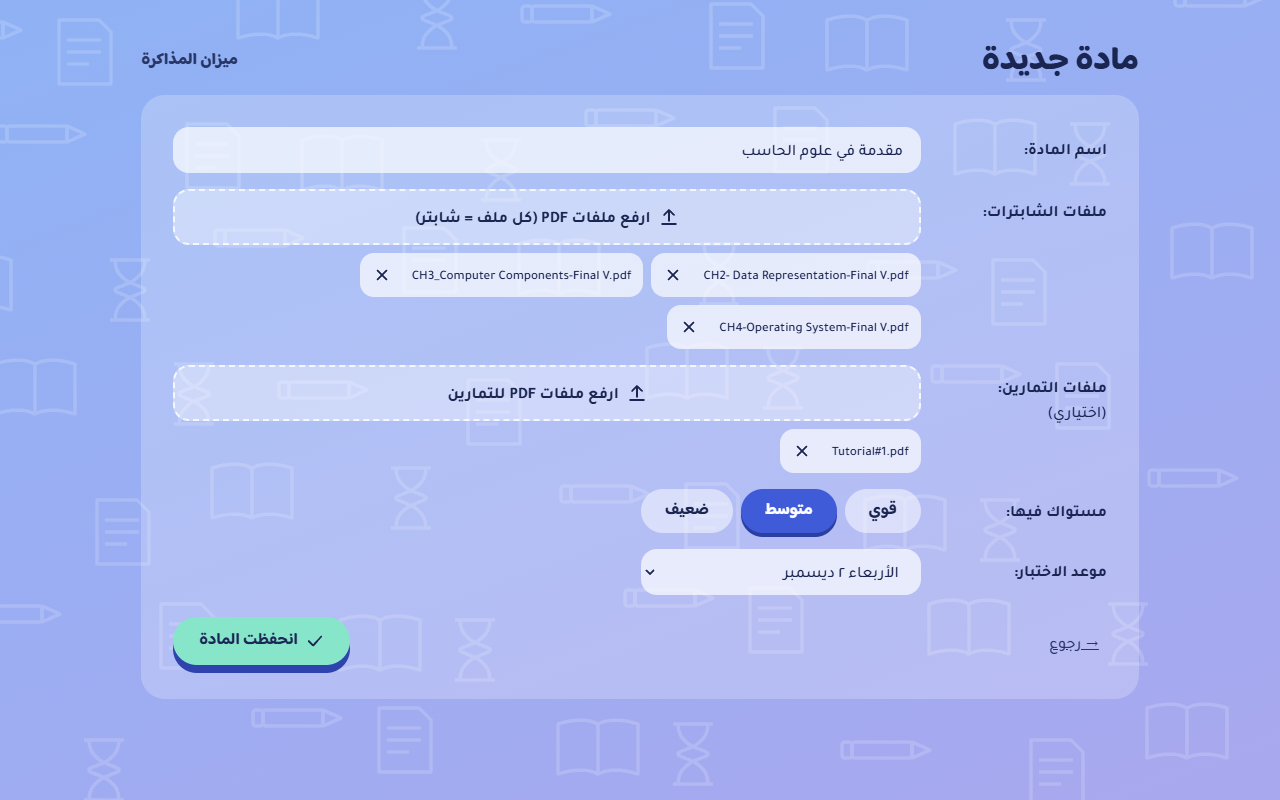 مادة جديدة
ميزان المذاكرة
اسم المادة:
مقدمة في علوم الحاسب
ملفات الشابترات:
ارفع ملفات PDF (كل ملف = شابتر)
CH2- Data Representation-Final V.pdf
CH3_Computer Components-Final V.pdf
CH4-Operating System-Final V.pdf
ملفات التمارين:
(اختياري)
ارفع ملفات PDF للتمارين
Tutorial#1.pdf
مستواك فيها:
قوي
متوسط
ضعيف
موعد الاختبار:
الأربعاء ٢ ديسمبر
→ رجوع
انحفظت المادة